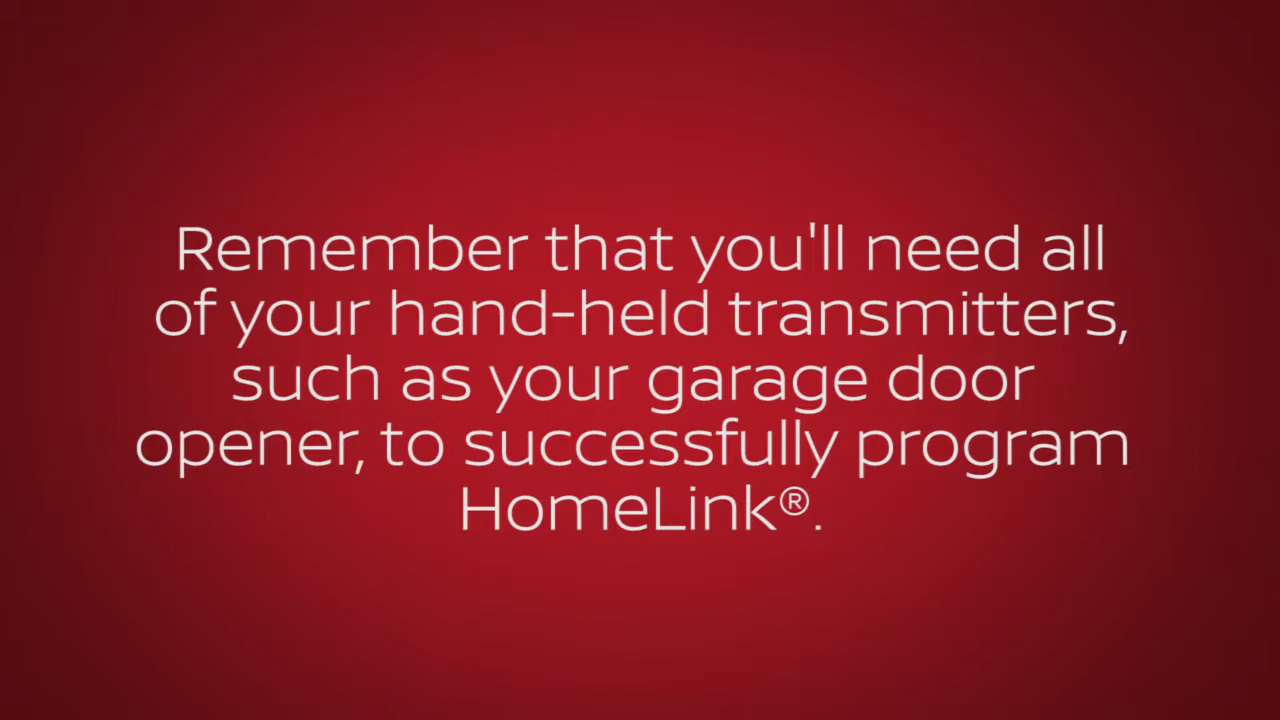 Remember that you'll need all
of your hand-held transmitters,
such as your garage door
opener, to successfully program
HomeLink®.